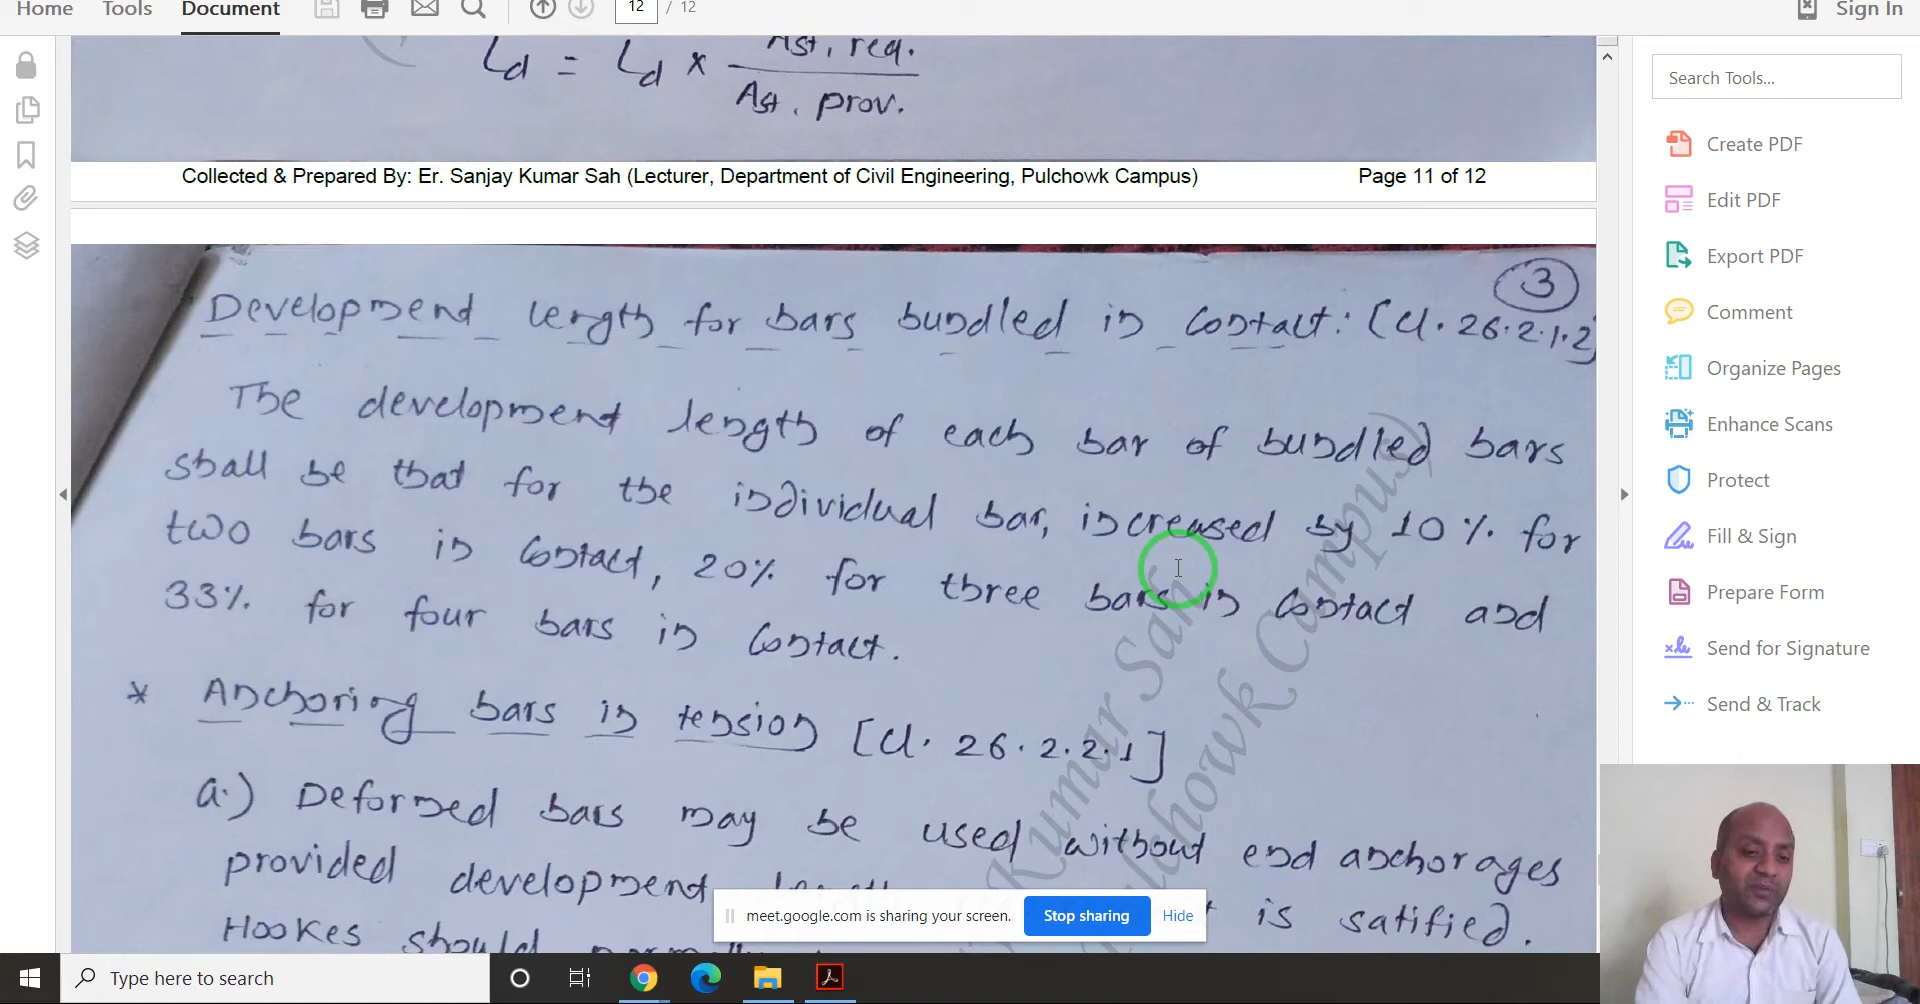 Home Tools Document 12 / 12 Sign In
Search Tools...
Ld = Ld x Ast, req.
Ast, prov.
Collected & Prepared By: Er. Sanjay Kumar Sah (Lecturer, Department of Civil Engineering, Pulchowk Campus) Page 11 of 12
3
Development length for bars bundled in contact: [Cl. 26.2.1.2]
The development length of each bar of bundled bars
shall be that for the individual bar, increased by 10% for
two bars in contact, 20% for three bars in contact and
33% for four bars in contact.
* Anchoring bars in tension [Cl. 26.2.2.1]
a.) Deformed bars may be used without end anchorages
provided development is satified.
Hookes should
Kumar Sah
Pulchowk Campus)
Create PDF
Edit PDF
Export PDF
Comment
Organize Pages
Enhance Scans
Protect
Fill & Sign
Prepare Form
Send for Signature
Send & Track
meet.google.com is sharing your screen. Stop sharing Hide
Type here to search